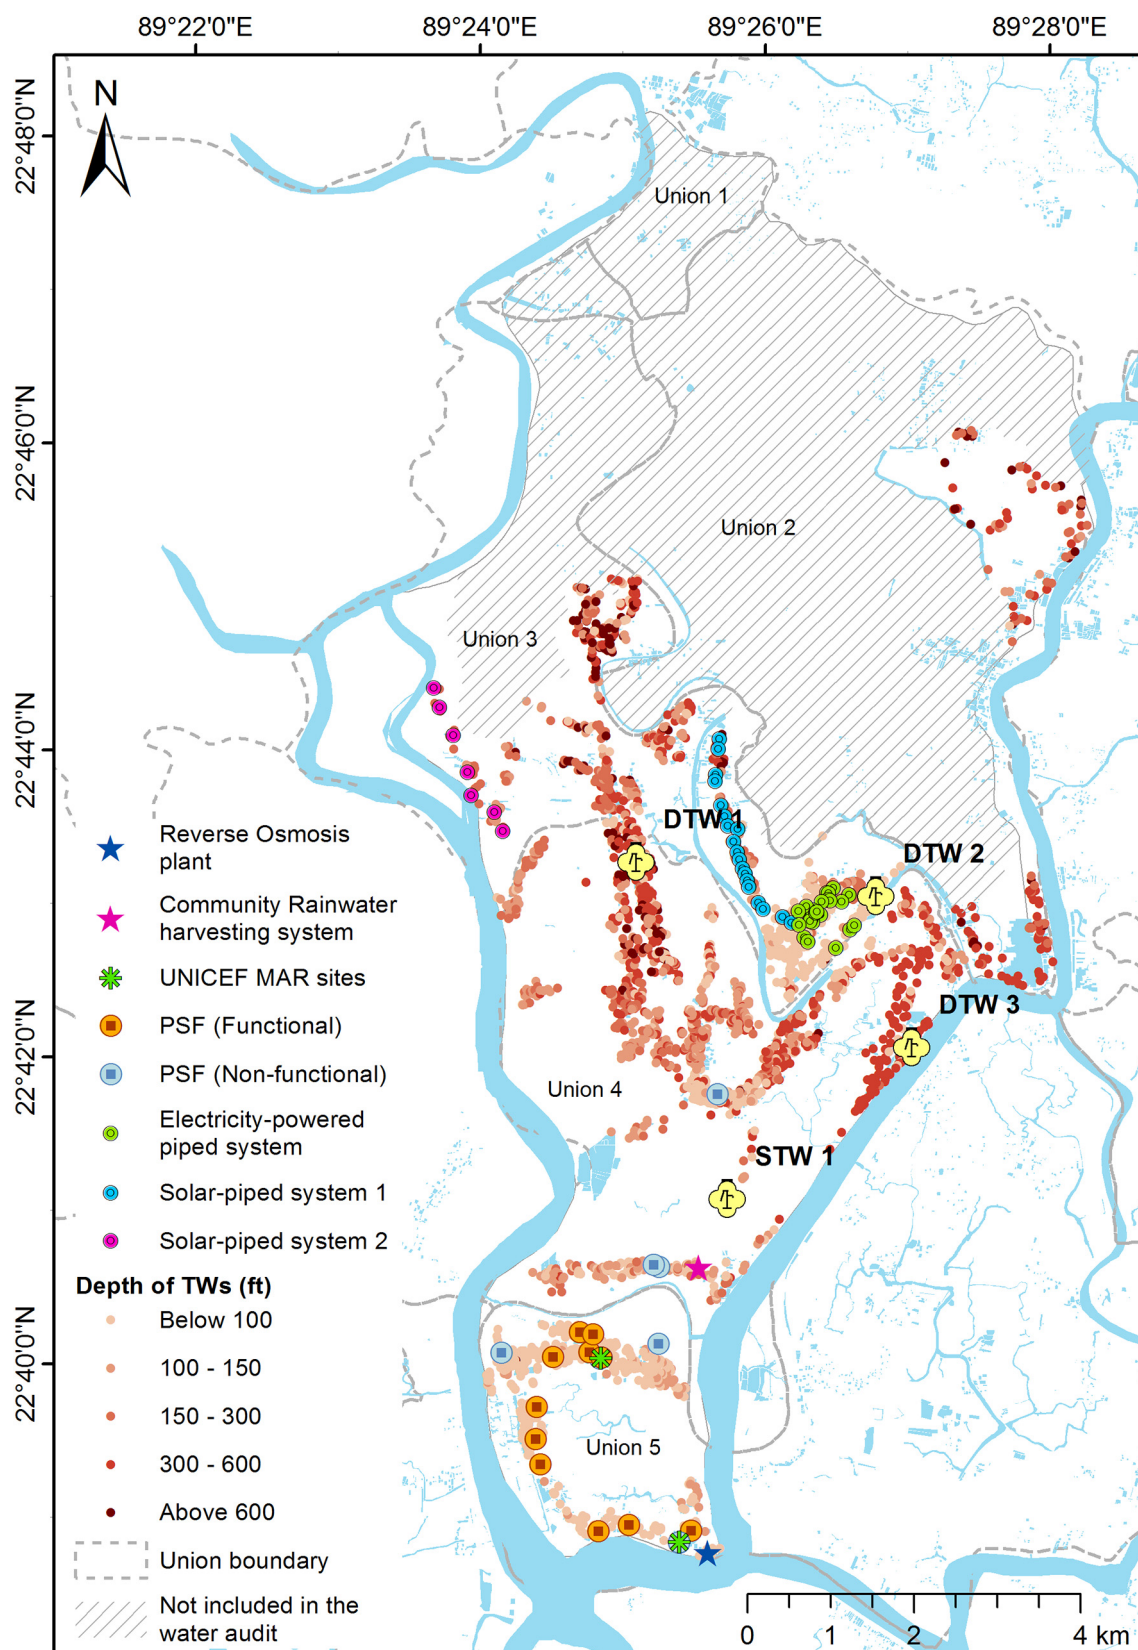 89°22'0"E 89°24'0"E 89°26'0"E 89°28'0"E
22°48'0"N
22°46'0"N
22°44'0"N
22°42'0"N
22°40'0"N
N
Union 1
Union 2
Union 3
DTW 1
DTW 2
DTW 3
Union 4
STW 1
Union 5
Reverse Osmosis
plant
Community Rainwater
harvesting system
UNICEF MAR sites
PSF (Functional)
PSF (Non-functional)
Electricity-powered
piped system
Solar-piped system 1
Solar-piped system 2
Depth of TWs (ft)
Below 100
100 - 150
150 - 300
300 - 600
Above 600
Union boundary
Not included in the
water audit
0 1 2 4 km